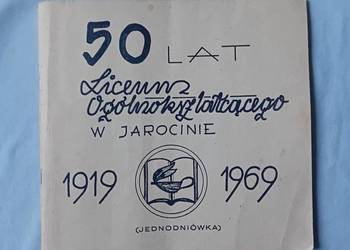 50 LAT
Liceum
Ogólnokształcącego
W JAROCINIE
1919 1969
(JEDNODNIÓWKA)